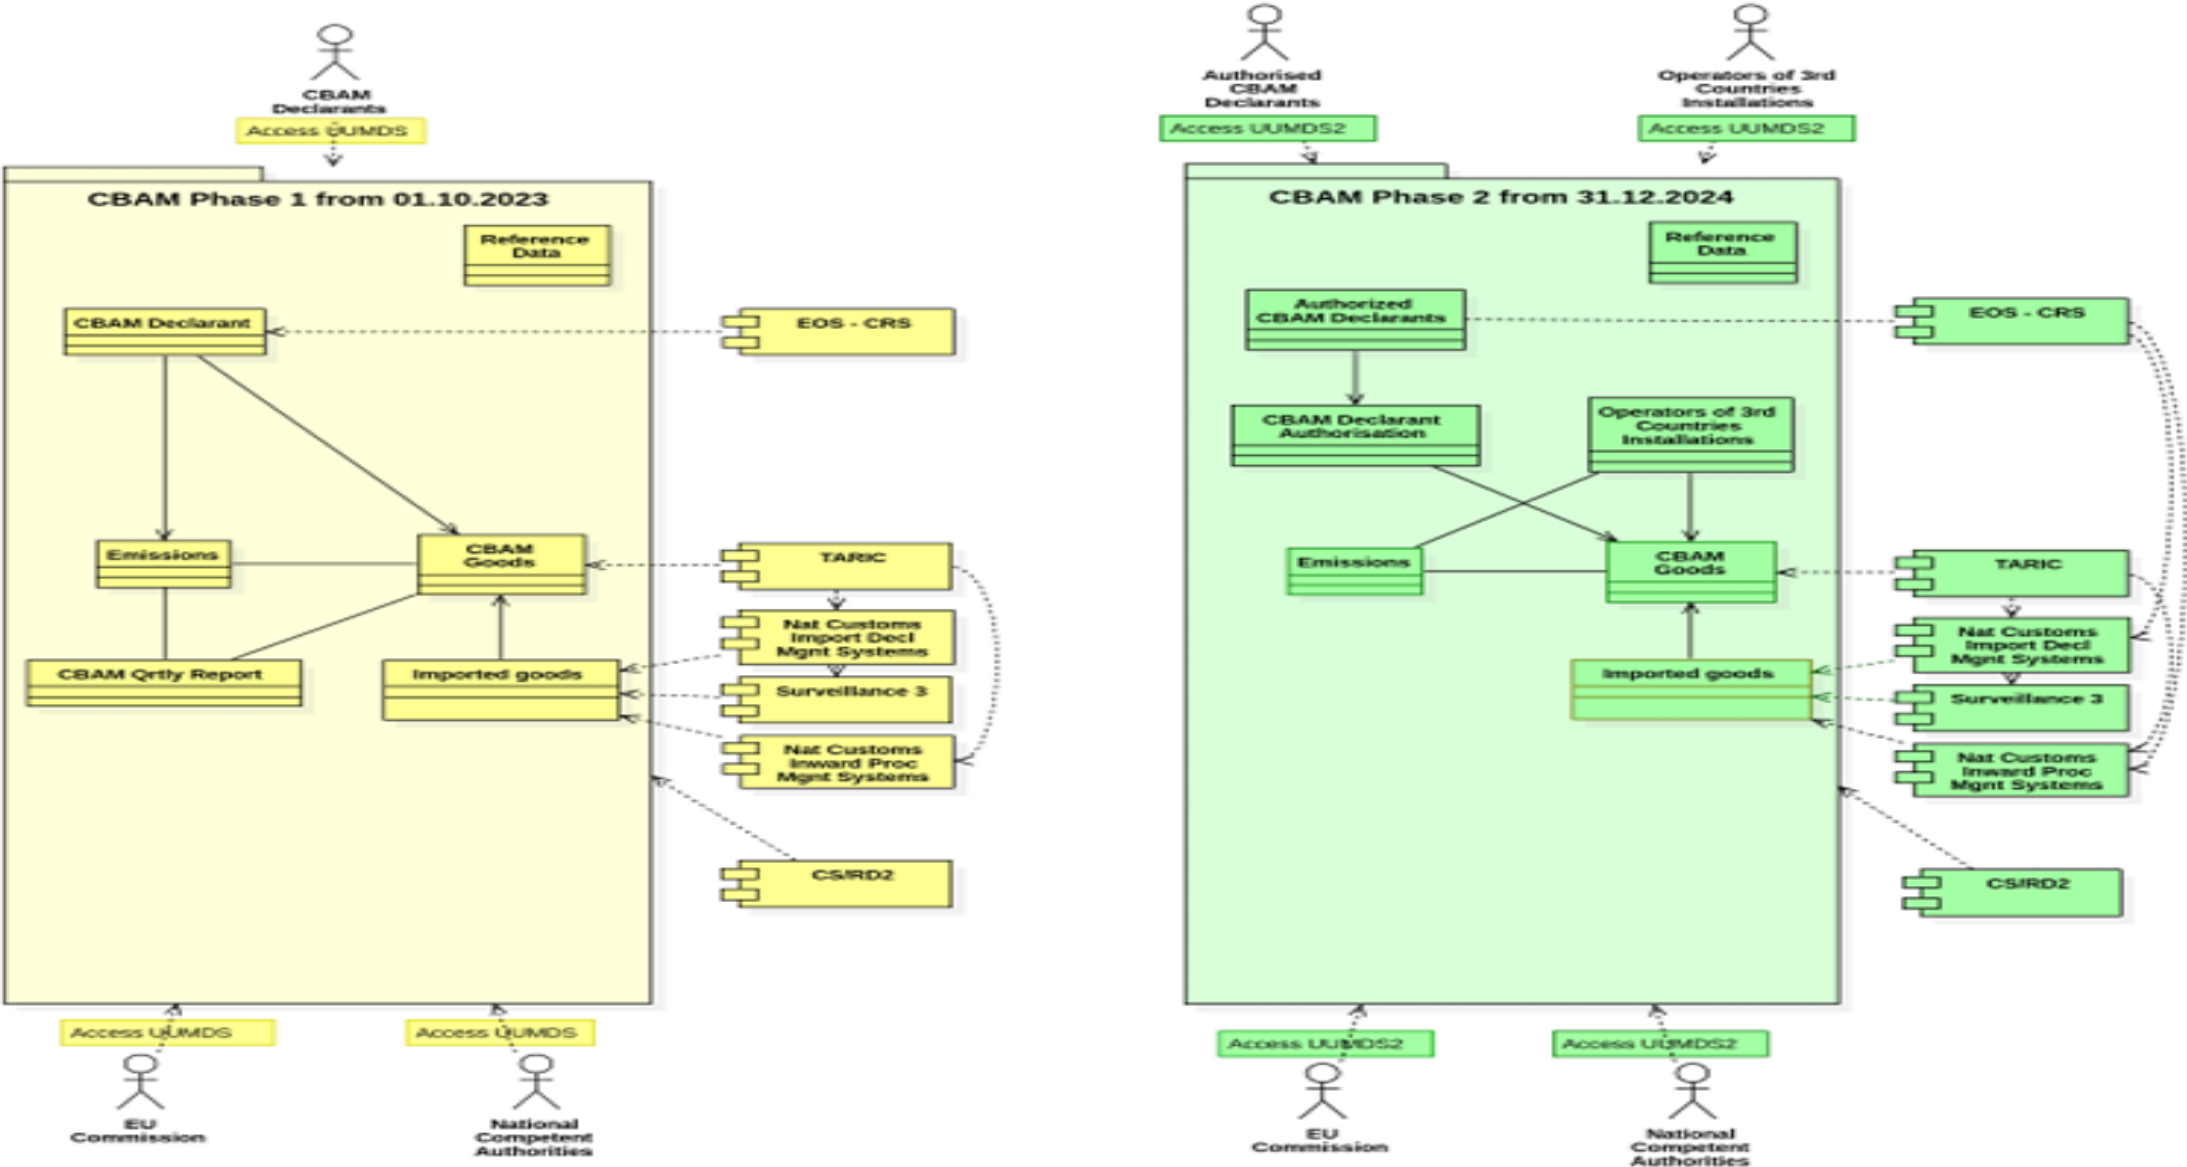 CBAM
Declarants
Access UUMDS
CBAM Phase 1 from 01.10.2023
Reference
Data
CBAM Declarant
EOS - CRS
Emissions
CBAM
Goods
TARIC
Nat Customs
Import Decl
Mgnt Systems
CBAM Qrtly Report
Imported goods
Surveillance 3
Nat Customs
Inward Proc
Mgnt Systems
CS/RD2
Access UUMDS
Access UUMDS
EU
Commission
National
Competent
Authorities
Authorised
CBAM
Declarants
Access UUMDS2
Operators of 3rd
Countries
Installations
Access UUMDS2
CBAM Phase 2 from 31.12.2024
Reference
Data
Authorized
CBAM Declarants
EOS - CRS
CBAM Declarant
Authorisation
Operators of 3rd
Countries
Installations
Emissions
CBAM
Goods
TARIC
Nat Customs
Import Decl
Mgnt Systems
Imported goods
Surveillance 3
Nat Customs
Inward Proc
Mgnt Systems
CS/RD2
Access UUMDS2
Access UUMDS2
EU
Commission
National
Competent
Authorities